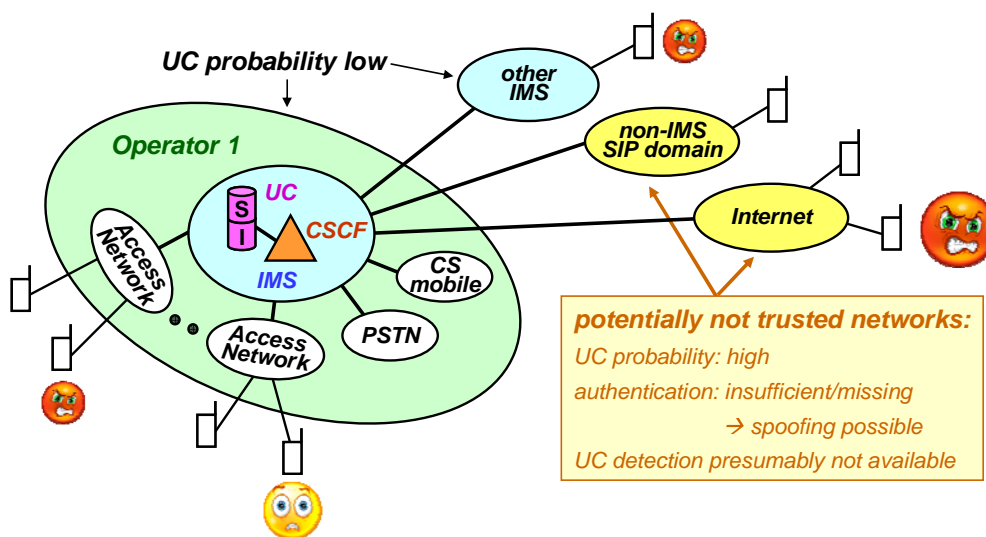 UC probability low
other
IMS
non-IMS
SIP domain
Operator 1
UC
S
I
CSCF
IMS
Internet
Access
Network
CS
mobile
PSTN
Access
Network
potentially not trusted networks:
UC probability: high
authentication: insufficient/missing
→ spoofing possible
UC detection presumably not available